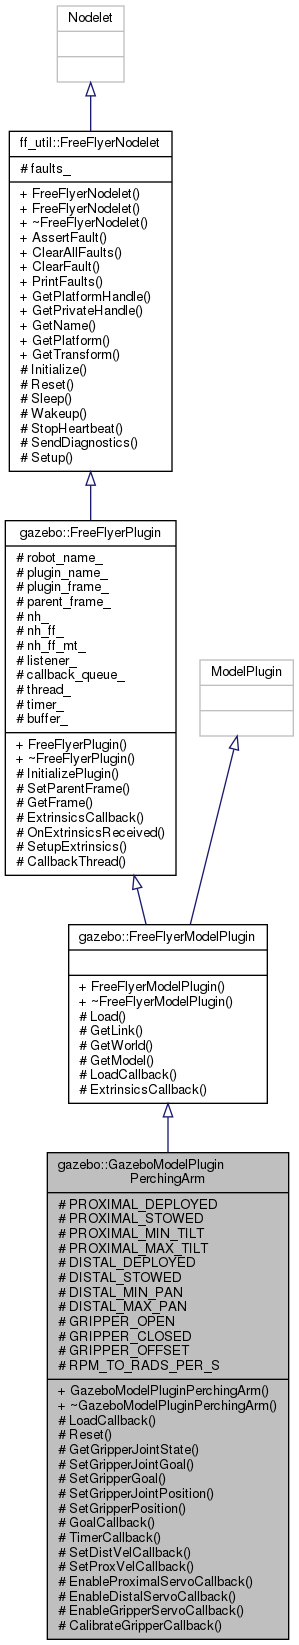 Nodelet
ff_util::FreeFlyerNodelet
# faults_
+ FreeFlyerNodelet()
+ FreeFlyerNodelet()
+ ~FreeFlyerNodelet()
+ AssertFault()
+ ClearAllFaults()
+ ClearFault()
+ PrintFaults()
+ GetPlatformHandle()
+ GetPrivateHandle()
+ GetName()
+ GetPlatform()
+ GetTransform()
# Initialize()
# Reset()
# Sleep()
# Wakeup()
# StopHeartbeat()
# SendDiagnostics()
# Setup()
gazebo::FreeFlyerPlugin
# robot_name_
# plugin_name_
# plugin_frame_
# parent_frame_
# nh_
# nh_ff_
# nh_ff_mt_
# listener_
# callback_queue_
# thread_
# timer_
# buffer_
+ FreeFlyerPlugin()
+ ~FreeFlyerPlugin()
# InitializePlugin()
# SetParentFrame()
# GetFrame()
# ExtrinsicsCallback()
# OnExtrinsicsReceived()
# SetupExtrinsics()
# CallbackThread()
ModelPlugin
gazebo::FreeFlyerModelPlugin
+ FreeFlyerModelPlugin()
+ ~FreeFlyerModelPlugin()
# Load()
# GetLink()
# GetWorld()
# GetModel()
# LoadCallback()
# ExtrinsicsCallback()
gazebo::GazeboModelPlugin
PerchingArm
# PROXIMAL_DEPLOYED
# PROXIMAL_STOWED
# PROXIMAL_MIN_TILT
# PROXIMAL_MAX_TILT
# DISTAL_DEPLOYED
# DISTAL_STOWED
# DISTAL_MIN_PAN
# DISTAL_MAX_PAN
# GRIPPER_OPEN
# GRIPPER_CLOSED
# GRIPPER_OFFSET
# RPM_TO_RADS_PER_S
+ GazeboModelPluginPerchingArm()
+ ~GazeboModelPluginPerchingArm()
# LoadCallback()
# Reset()
# GetGripperJointState()
# SetGripperJointGoal()
# SetGripperGoal()
# SetGripperJointPosition()
# SetGripperPosition()
# GoalCallback()
# TimerCallback()
# SetDistVelCallback()
# SetProxVelCallback()
# EnableProximalServoCallback()
# EnableDistalServoCallback()
# EnableGripperServoCallback()
# CalibrateGripperCallback()